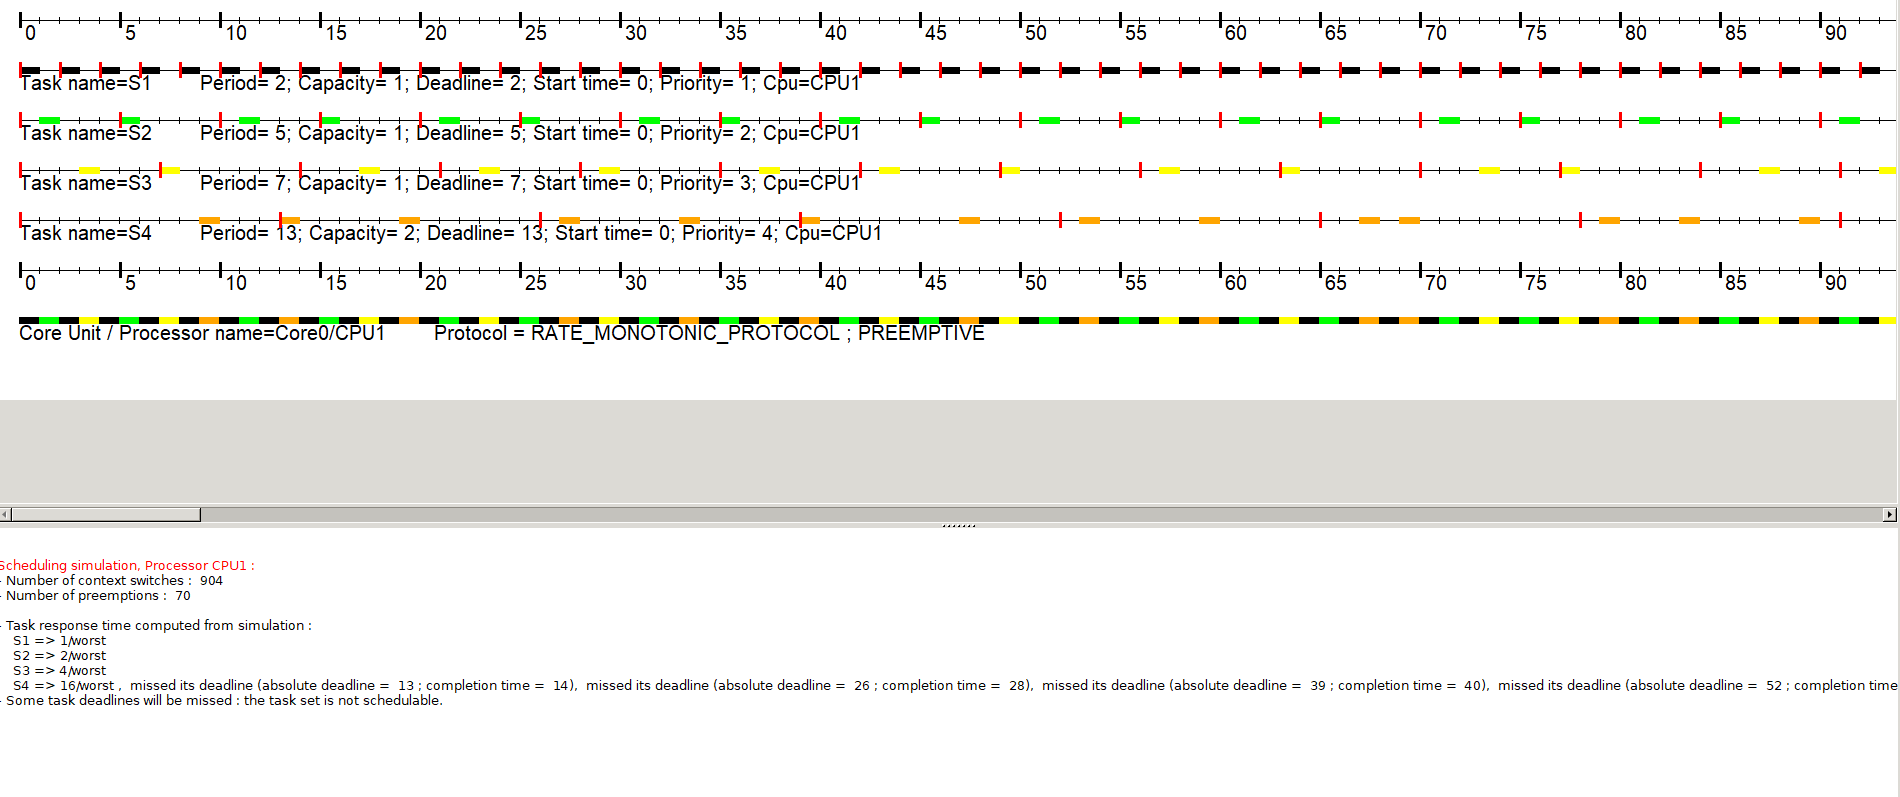 0 5 10 15 20 25 30 35 40 45 50 55 60 65 70 75 80 85 90
Task name=S1 Period= 2; Capacity= 1; Deadline= 2; Start time= 0; Priority= 1; Cpu=CPU1
Task name=S2 Period= 5; Capacity= 1; Deadline= 5; Start time= 0; Priority= 2; Cpu=CPU1
Task name=S3 Period= 7; Capacity= 1; Deadline= 7; Start time= 0; Priority= 3; Cpu=CPU1
Task name=S4 Period= 13; Capacity= 2; Deadline= 13; Start time= 0; Priority= 4; Cpu=CPU1
0 5 10 15 20 25 30 35 40 45 50 55 60 65 70 75 80 85 90
Core Unit / Processor name=Core0/CPU1 Protocol = RATE_MONOTONIC_PROTOCOL ; PREEMPTIVE
Scheduling simulation, Processor CPU1 :
- Number of context switches : 904
- Number of preemptions : 70
- Task response time computed from simulation :
S1 => 1/worst
S2 => 2/worst
S3 => 4/worst
S4 => 16/worst , missed its deadline (absolute deadline = 13 ; completion time = 14), missed its deadline (absolute deadline = 26 ; completion time = 28), missed its deadline (absolute deadline = 39 ; completion time = 40), missed its deadline (absolute deadline = 52 ; completion time
- Some task deadlines will be missed : the task set is not schedulable.